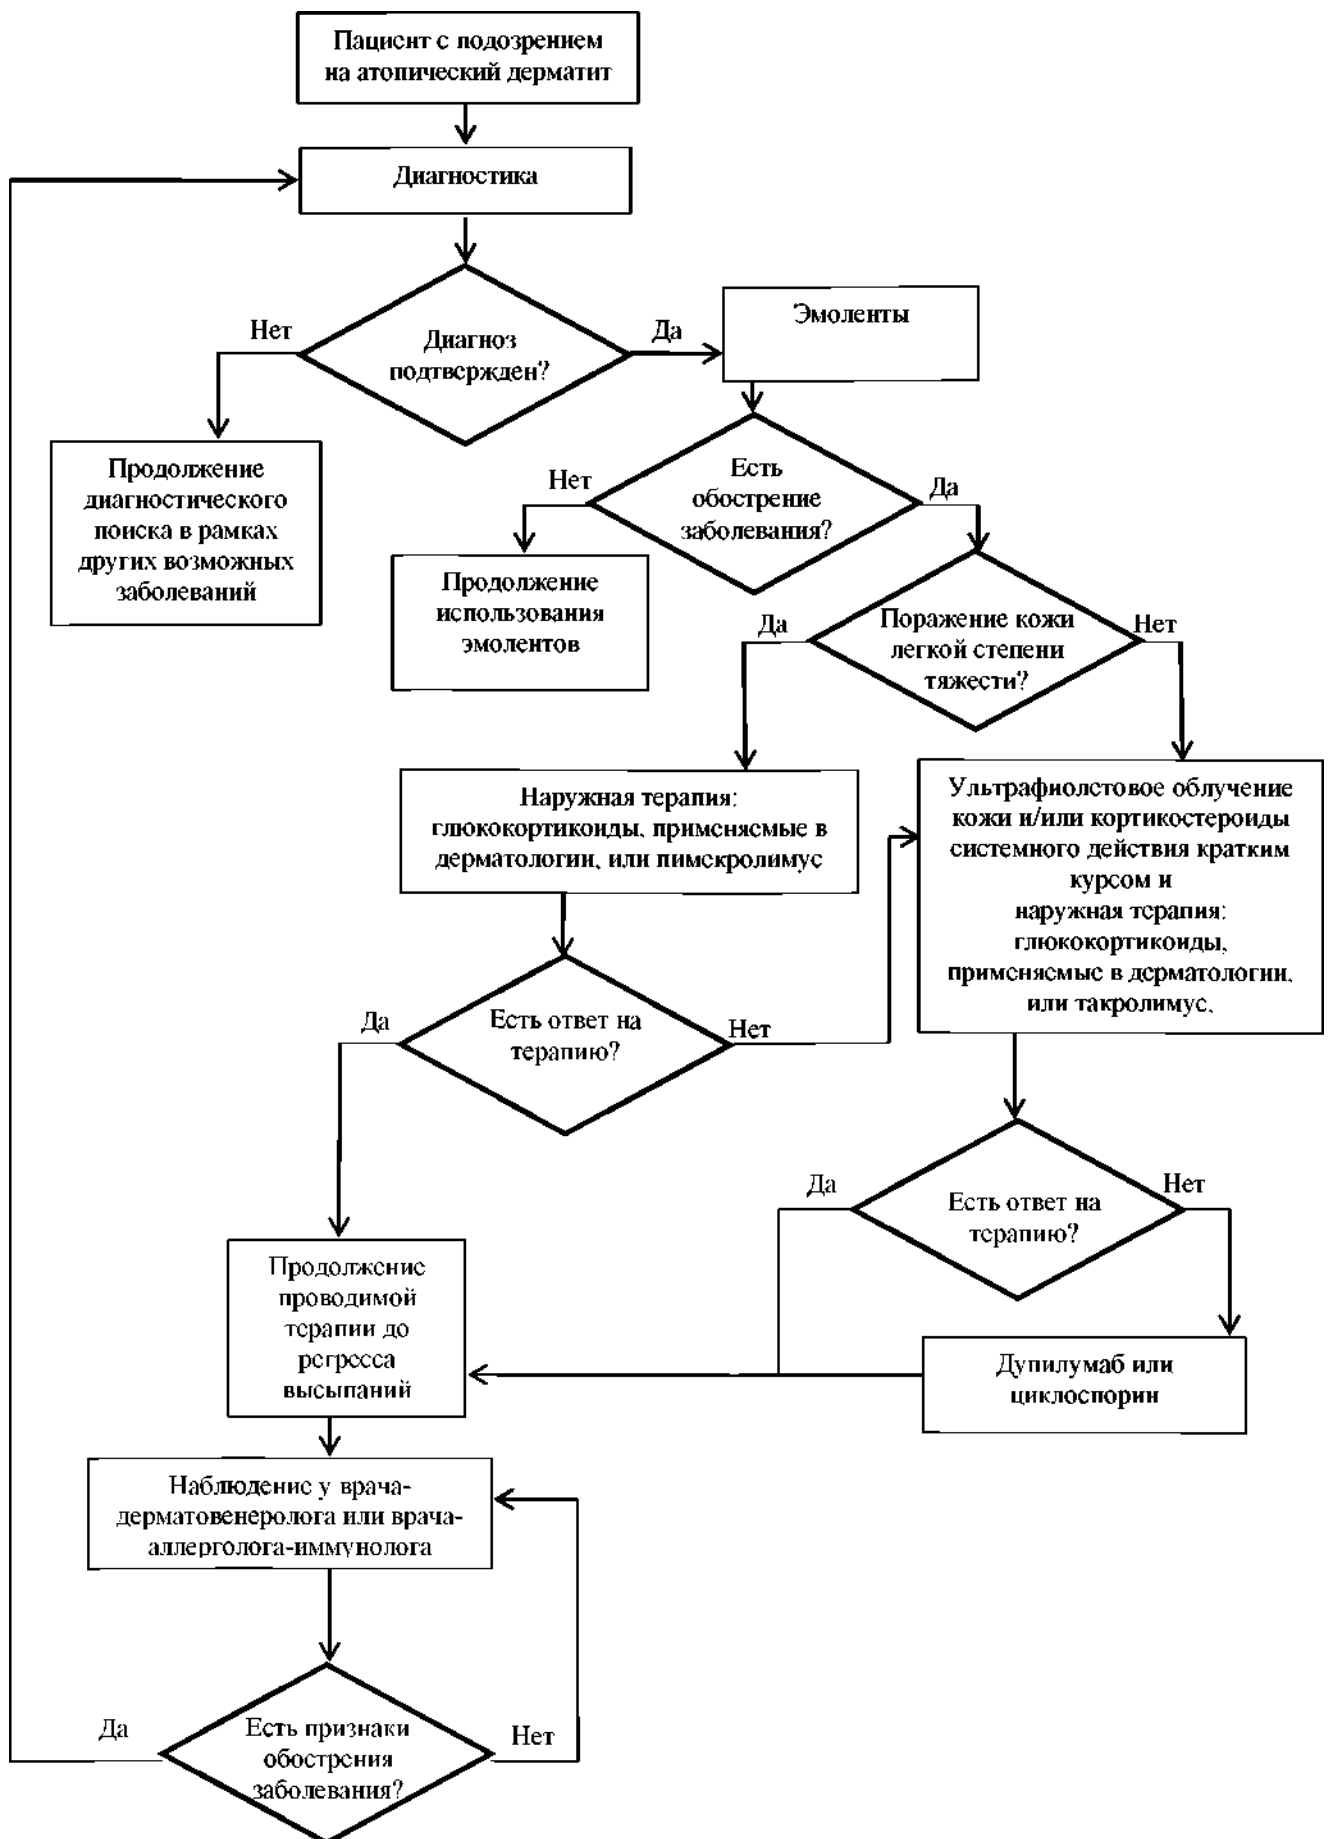 Пациент с подозрением
на атопический дерматит
Диагностика
Диагноз
подтвержден?
Нет
Да
Эмоленты
Продолжение
диагностического
поиска в рамках
других возможных
заболеваний
Есть
обострение
заболевания?
Нет
Да
Продолжение
использования
эмолентов
Поражение кожи
легкой степени
тяжести?
Да
Нет
Наружная терапия:
глюкокортикоиды, применяемые в
дерматологии, или пимекролимус
Ультрафиолетовое облучение
кожи и/или кортикостероиды
системного действия кратким
курсом и
наружная терапия:
глюкокортикоиды,
применяемые в дерматологии,
или такролимус,
Есть ответ на
терапию?
Да
Нет
Есть ответ на
терапию?
Да
Нет
Продолжение
проводимой
терапии до
регресса
высыпаний
Дупилумаб или
циклоспорин
Наблюдение у врача-
дерматовенеролога или врача-
аллерголога-иммунолога
Есть признаки
обострения
заболевания?
Да
Нет